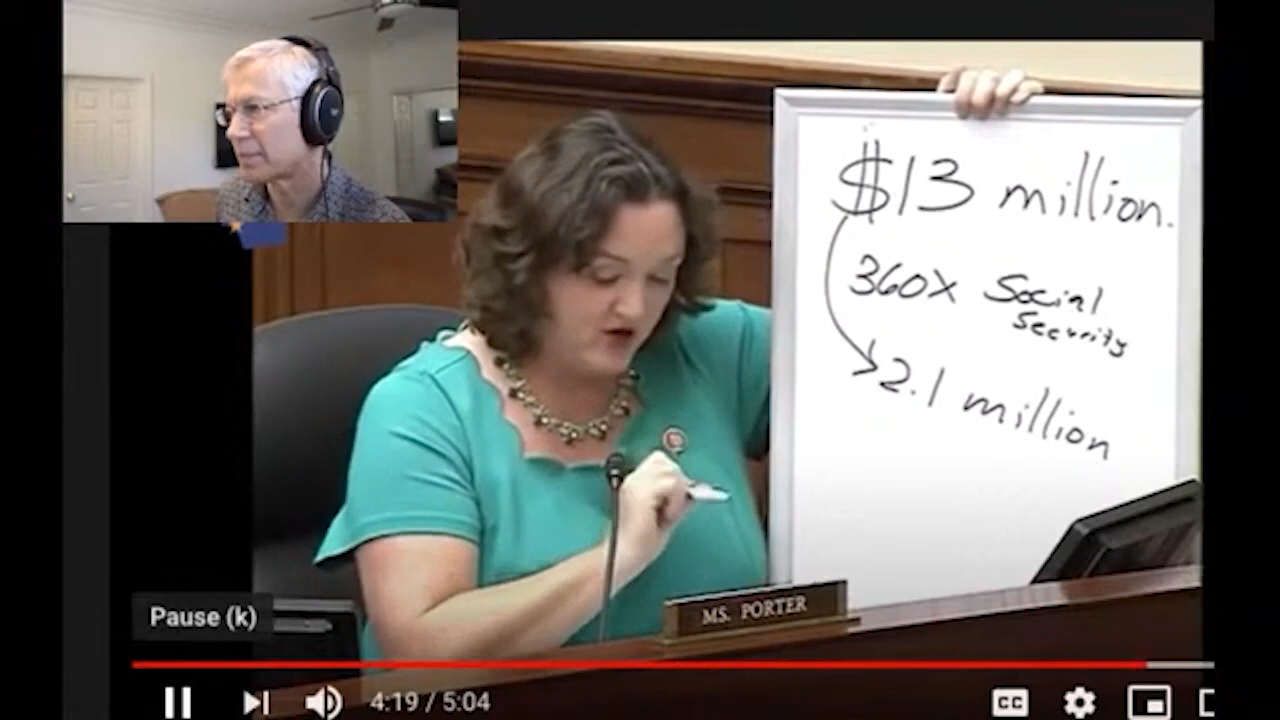 $13 million.
360X Social
Security
2.1 million
MS. PORTER
Pause (k)
4:19 / 5:04
CC